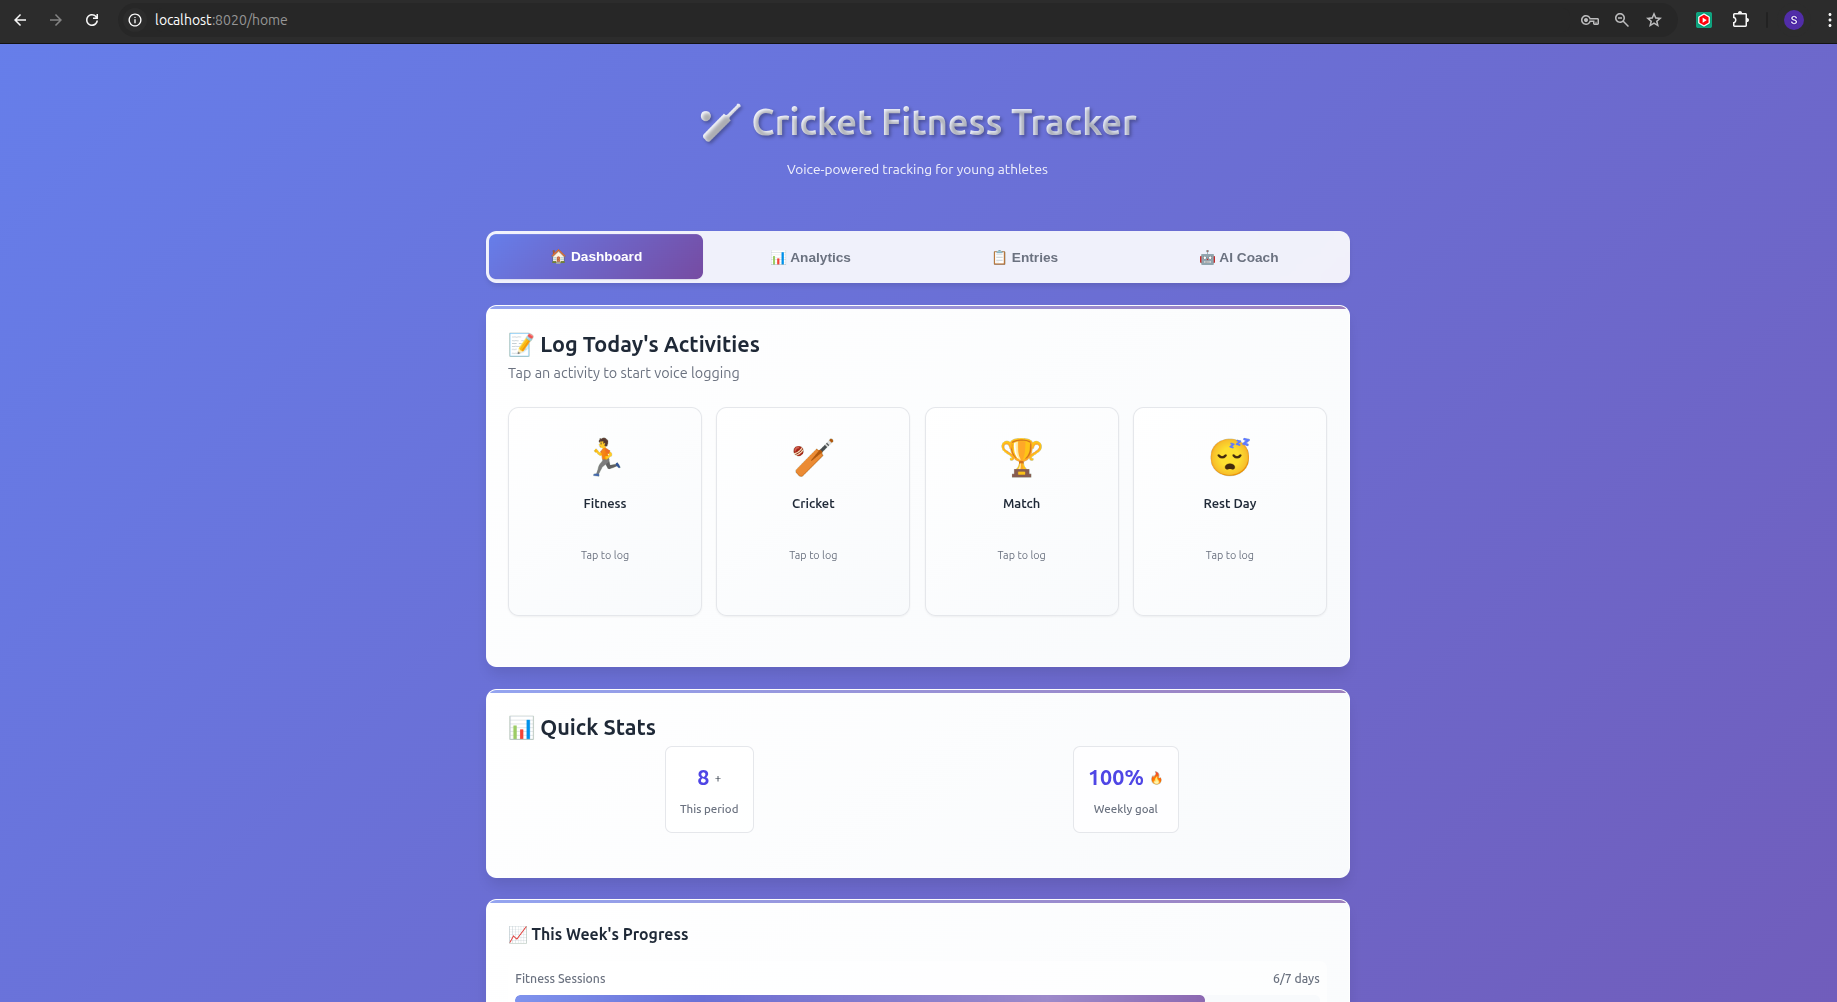 localhost:8020/home
S
Cricket Fitness Tracker
Voice-powered tracking for young athletes
Dashboard
Analytics
Entries
AI Coach
Log Today's Activities
Tap an activity to start voice logging
Fitness
Cricket
Match
Rest Day
Tap to log
Tap to log
Tap to log
Tap to log
Quick Stats
8 +
100%
This period
Weekly goal
This Week's Progress
Fitness Sessions
6/7 days